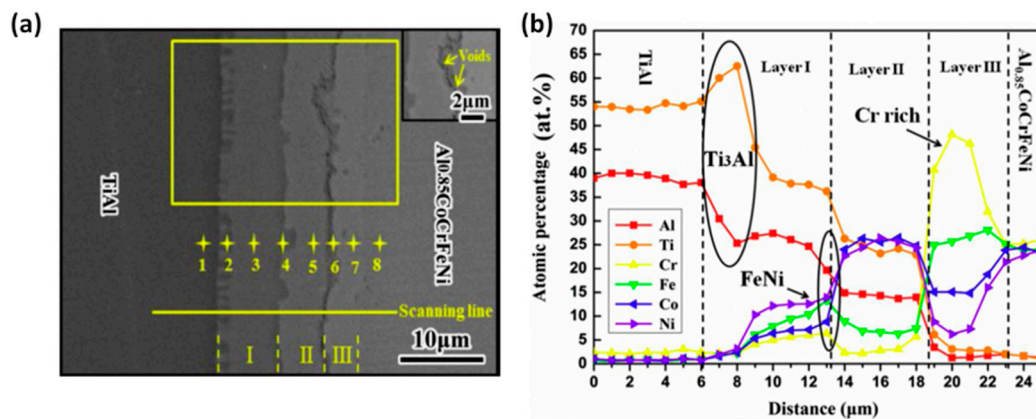 (a)
Voids
2μm
TiAl
Al0.85CoCrFeNi
1 2 3 4 5 6 7 8
Scanning line
10μm
I II III
(b)
Atomic percentage (at.%)
70
65
60
55
50
45
40
35
30
25
20
15
10
5
0
TiAl
Layer I
Layer II
Layer III
Al0.85CoCrFeNi
Cr rich
Ti3Al
FeNi
Al
Ti
Cr
Fe
Co
Ni
0 2 4 6 8 10 12 14 16 18 20 22 24
Distance (μm)